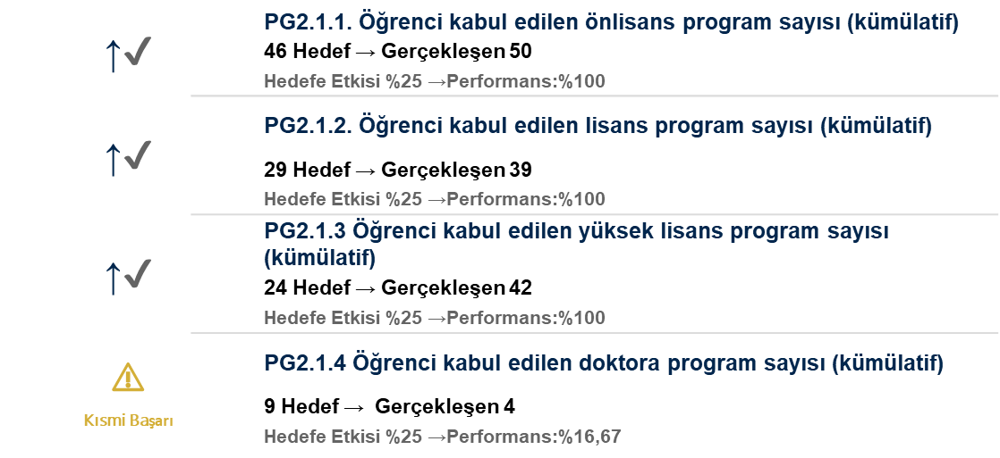 PG2.1.1. Öğrenci kabul edilen önlisans program sayısı (kümülatif)
46 Hedef → Gerçekleşen 50
Hedefe Etkisi %25 →Performans:%100
PG2.1.2. Öğrenci kabul edilen lisans program sayısı (kümülatif)
29 Hedef → Gerçekleşen 39
Hedefe Etkisi %25 →Performans:%100
PG2.1.3 Öğrenci kabul edilen yüksek lisans program sayısı
(kümülatif)
24 Hedef → Gerçekleşen 42
Hedefe Etkisi %25 →Performans:%100
PG2.1.4 Öğrenci kabul edilen doktora program sayısı (kümülatif)
9 Hedef → Gerçekleşen 4
Kısmi Başarı
Hedefe Etkisi %25 →Performans:%16,67